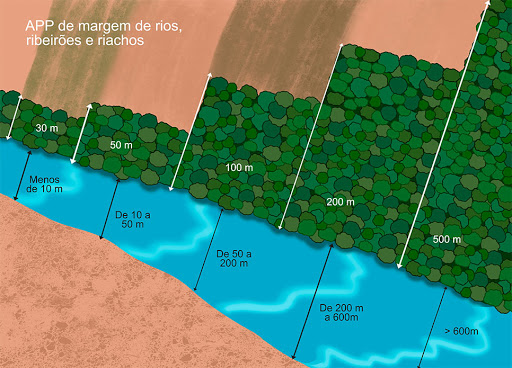 APP de margem de rios,
ribeirões e riachos
30 m
50 m
100 m
200 m
500 m
Menos
de 10 m
De 10 a
50 m
De 50 a
200 m
De 200 m
a 600m
> 600m